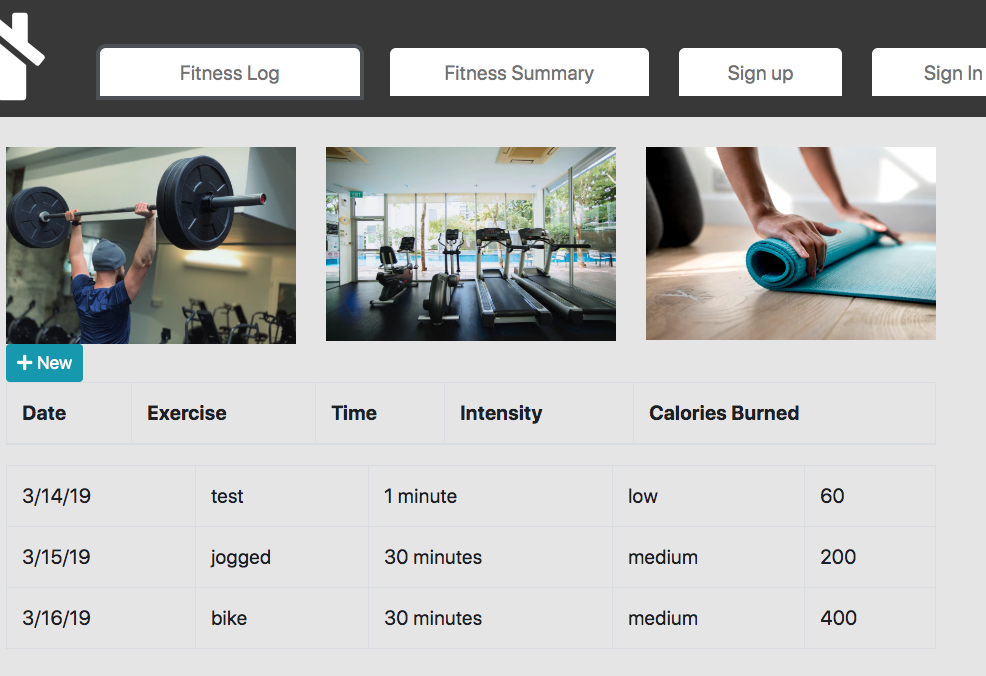 Fitness Log Fitness Summary Sign up Sign In
+ New
Date Exercise Time Intensity Calories Burned
3/14/19 test 1 minute low 60
3/15/19 jogged 30 minutes medium 200
3/16/19 bike 30 minutes medium 400